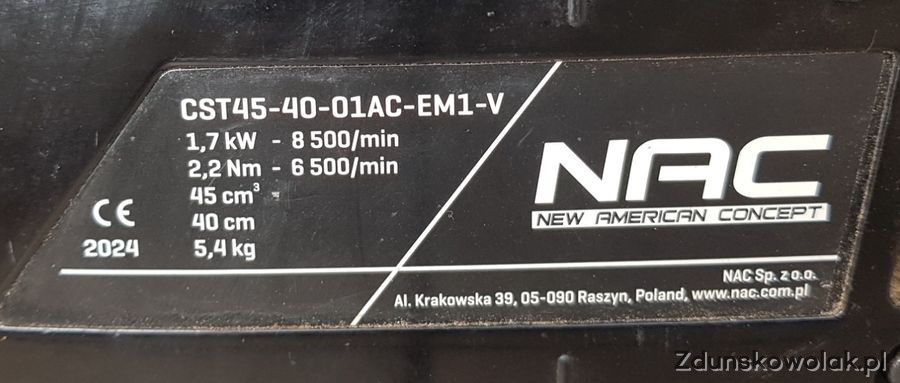 CST45-40-01AC-EM1-V
1,7 kW - 8 500/min
2,2 Nm - 6 500/min
45 cm³ -
40 cm
5,4 kg
CE
2024
NAC
NEW AMERICAN CONCEPT
NAC Sp. z o.o.
Al. Krakowska 39, 05-090 Raszyn, Poland, www.nac.com.pl
Zdunskowolak.pl